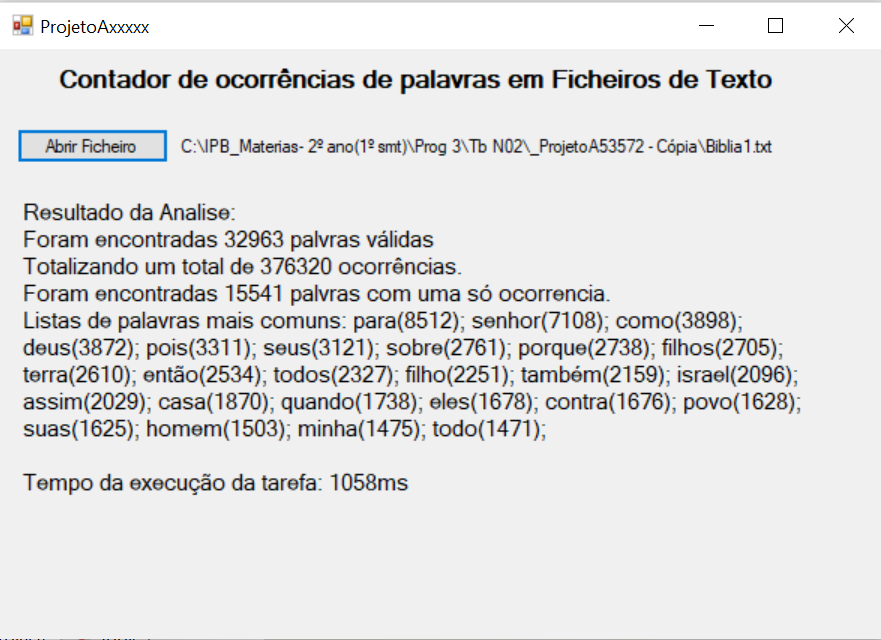 ProjetoAxxxxx
Contador de ocorrências de palavras em Ficheiros de Texto
Abrir Ficheiro C:\IPB_Materias- 2º ano(1º smt)\Prog 3\Tb N02\_ProjetoA53572 - Cópia\Biblia1.txt
Resultado da Analise:
Foram encontradas 32963 palvras válidas
Totalizando um total de 376320 ocorrências.
Foram encontradas 15541 palvras com uma só ocorrencia.
Listas de palavras mais comuns: para(8512); senhor(7108); como(3898);
deus(3872); pois(3311); seus(3121); sobre(2761); porque(2738); filhos(2705);
terra(2610); então(2534); todos(2327); filho(2251); também(2159); israel(2096);
assim(2029); casa(1870); quando(1738); eles(1678); contra(1676); povo(1628);
suas(1625); homem(1503); minha(1475); todo(1471);
Tempo da execução da tarefa: 1058ms